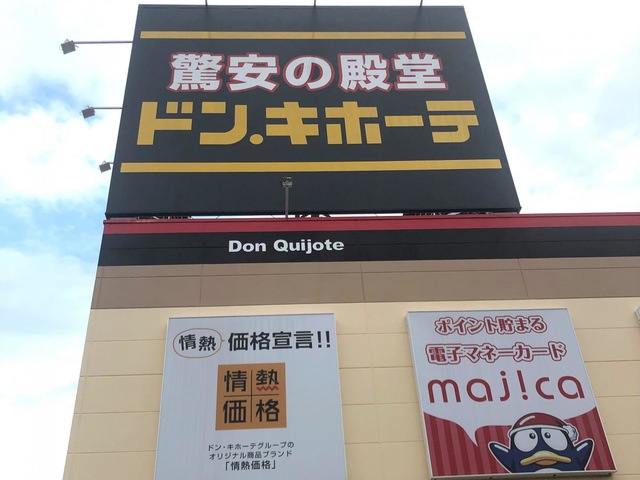 驚安の殿堂
ドン.キホーテ
Don Quijote
情熱 価格宣言!!
情熱
価格
ドン・キホーテグループの
オリジナル商品ブランド
「情熱価格」
ポイント貯まる
電子マネーカード
maj!ca